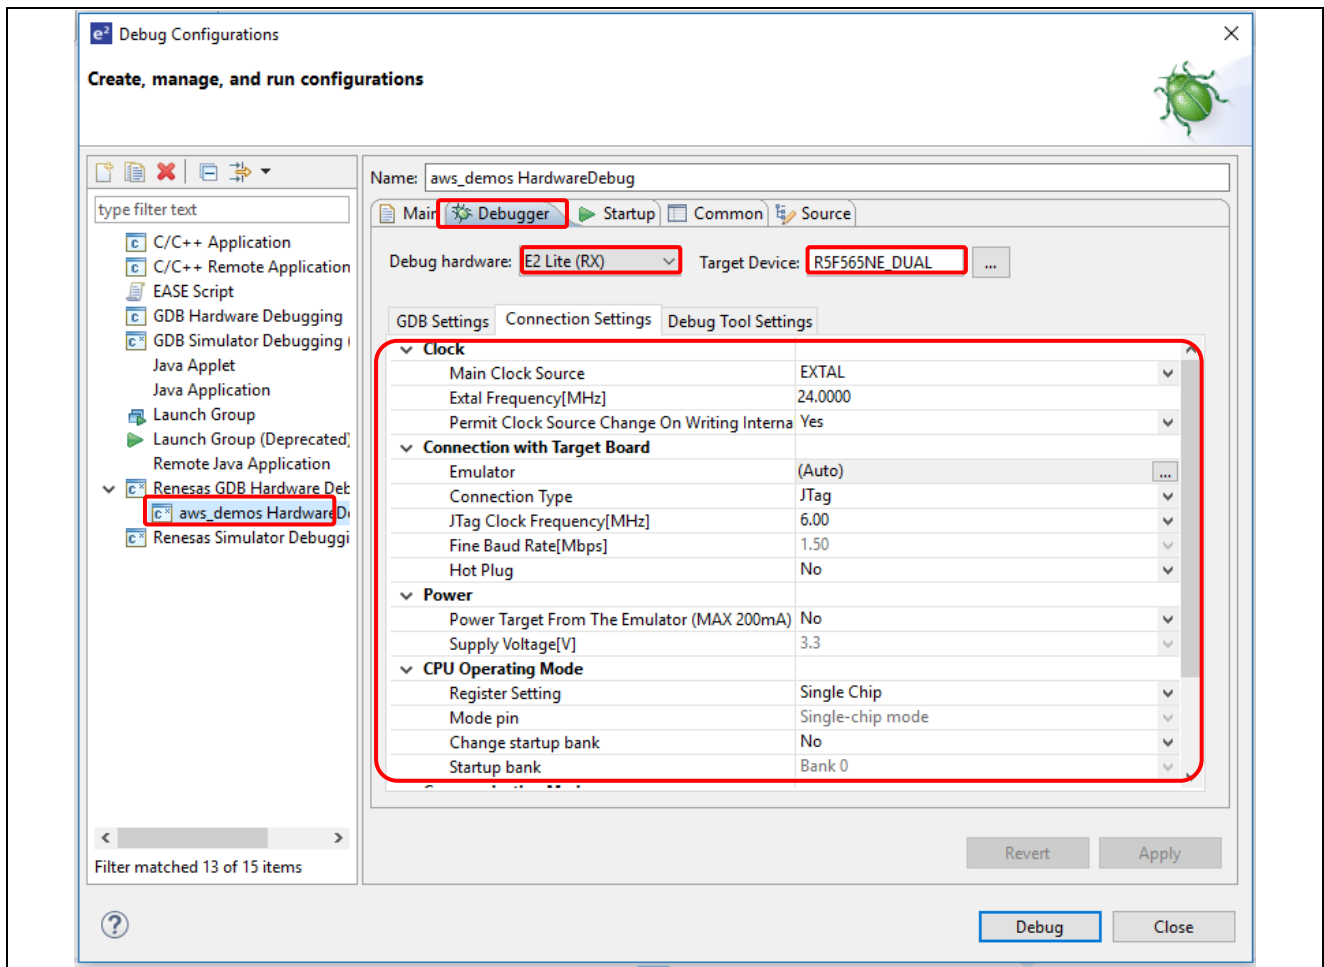 e² Debug Configurations
Create, manage, and run configurations
Name: aws_demos HardwareDebug
type filter text
C/C++ Application
C/C++ Remote Application
EASE Script
GDB Hardware Debugging
GDB Simulator Debugging (
Java Applet
Java Application
Launch Group
Launch Group (Deprecated)
Remote Java Application
Renesas GDB Hardware Deb
aws_demos HardwareD
Renesas Simulator Debuggi
Filter matched 13 of 15 items
Main Debugger Startup Common Source
Debug hardware: E2 Lite (RX) Target Device: R5F565NE_DUAL ...
GDB Settings Connection Settings Debug Tool Settings
Clock
Main Clock Source EXTAL
Extal Frequency[MHz] 24.0000
Permit Clock Source Change On Writing Interna Yes
Connection with Target Board
Emulator (Auto) ...
Connection Type JTag
JTag Clock Frequency[MHz] 6.00
Fine Baud Rate[Mbps] 1.50
Hot Plug No
Power
Power Target From The Emulator (MAX 200mA) No
Supply Voltage[V] 3.3
CPU Operating Mode
Register Setting Single Chip
Mode pin Single-chip mode
Change startup bank No
Startup bank Bank 0
Revert Apply
? Debug Close